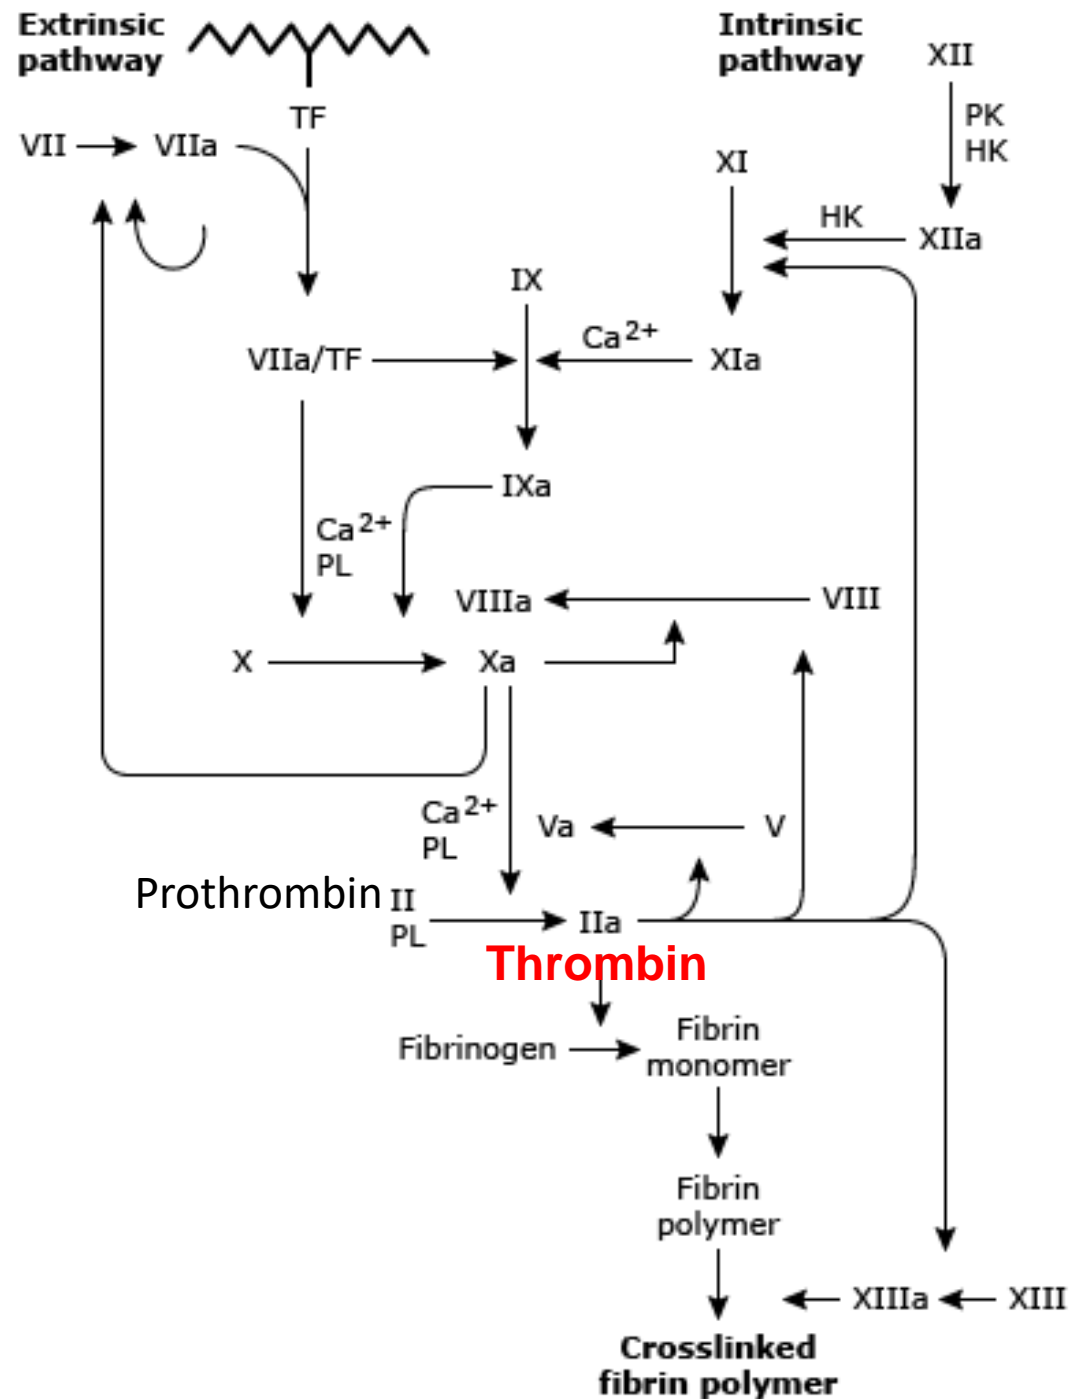 Extrinsic
pathway
Intrinsic
pathway
XII
TF
PK
HK
VII
VIIa
XI
HK
XIIa
IX
VIIa/TF
Ca2+
XIa
IXa
Ca2+
PL
VIIIa
VIII
X
Xa
Ca2+
PL
Va
V
Prothrombin II
PL
IIa
Thrombin
Fibrinogen
Fibrin
monomer
Fibrin
polymer
XIIIa
XIII
Crosslinked
fibrin polymer